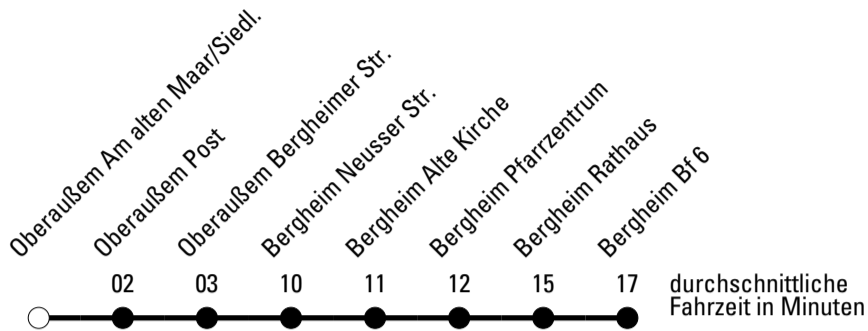 Oberaußem Am alten Maar/Siedl.
Oberaußem Post
Oberaußem Bergheimer Str.
Bergheim Neusser Str.
Bergheim Alte Kirche
Bergheim Pfarrzentrum
Bergheim Rathaus
Bergheim Bf 6
02 03 10 11 12 15 17 durchschnittliche
Fahrzeit in Minuten